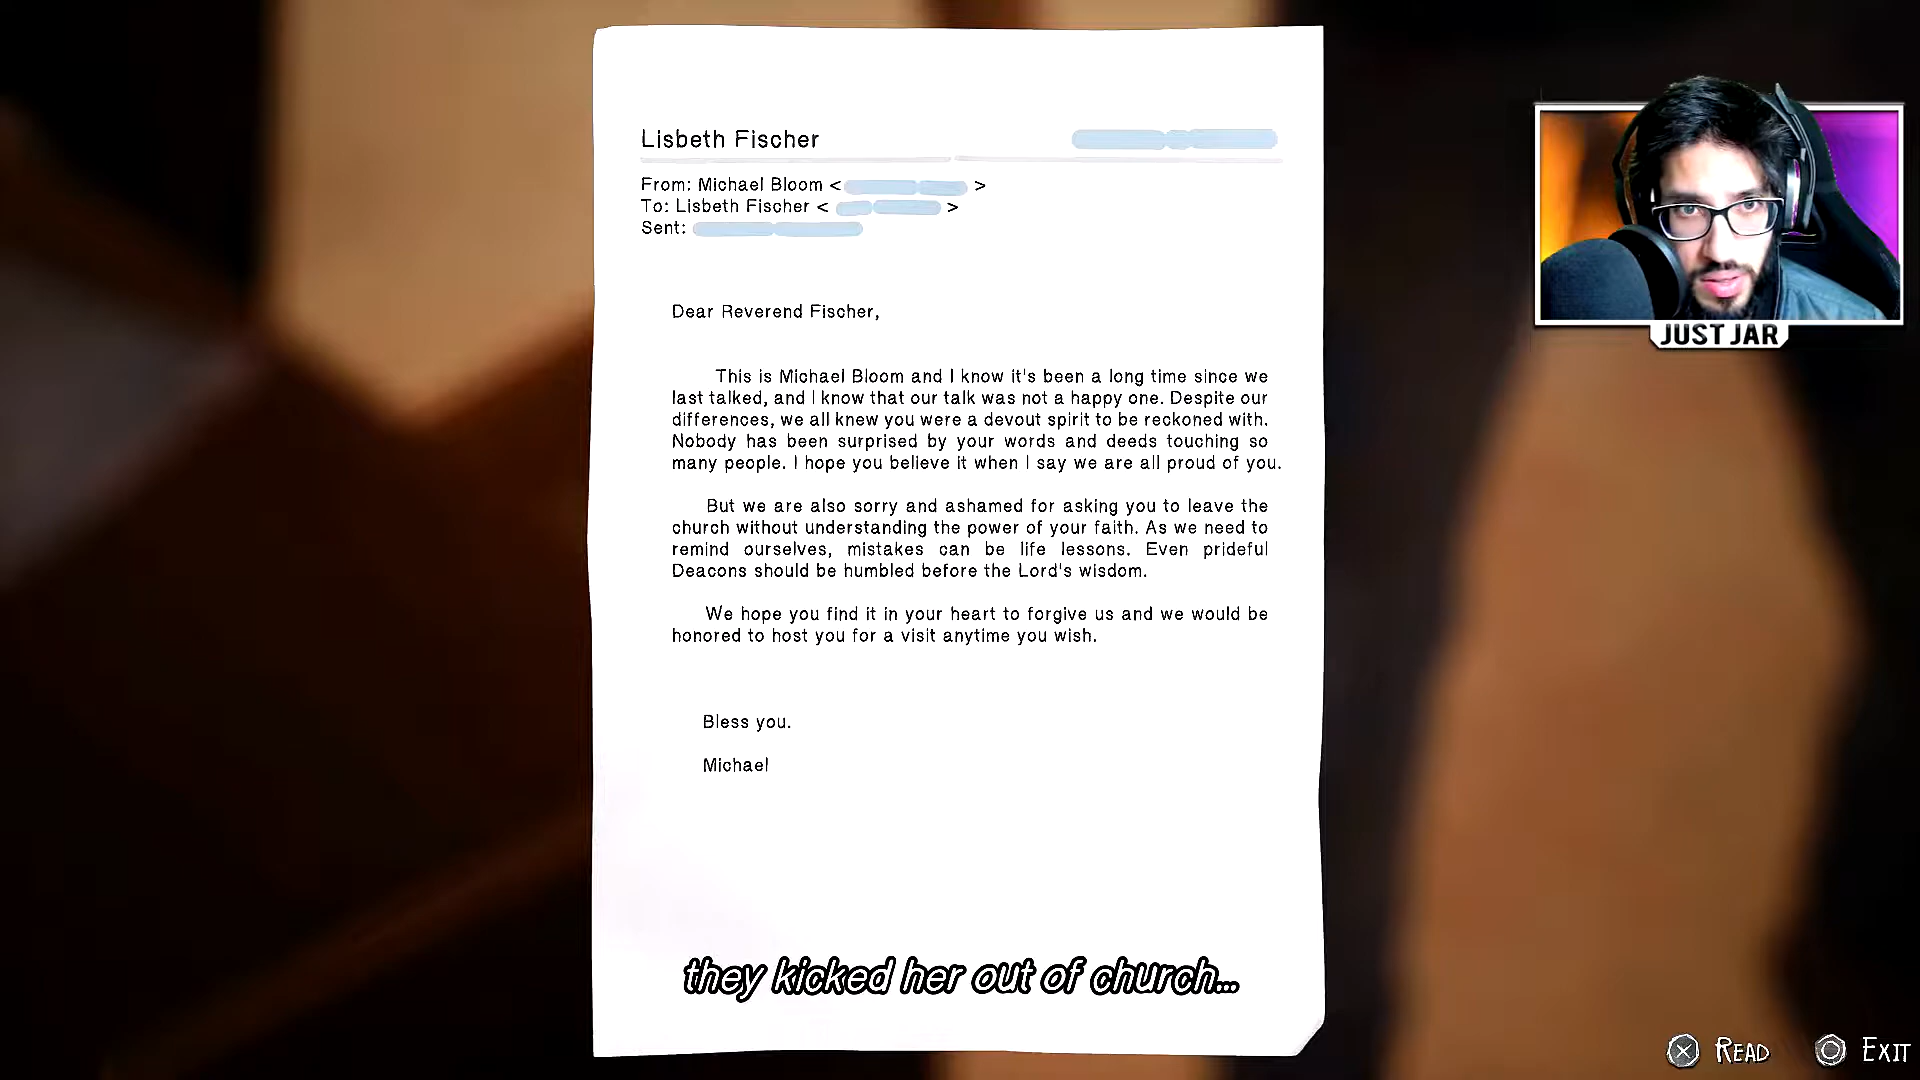 Lisbeth Fischer
From: Michael Bloom < >
To: Lisbeth Fischer < >
Sent:
Dear Reverend Fischer,
This is Michael Bloom and I know it's been a long time since we
last talked, and I know that our talk was not a happy one. Despite our
differences, we all knew you were a devout spirit to be reckoned with.
Nobody has been surprised by your words and deeds touching so
many people. I hope you believe it when I say we are all proud of you.
But we are also sorry and ashamed for asking you to leave the
church without understanding the power of your faith. As we need to
remind ourselves, mistakes can be life lessons. Even prideful
Deacons should be humbled before the Lord's wisdom.
We hope you find it in your heart to forgive us and we would be
honored to host you for a visit anytime you wish.
Bless you.
Michael
JUST JAR
they kicked her out of church...
READ
EXIT